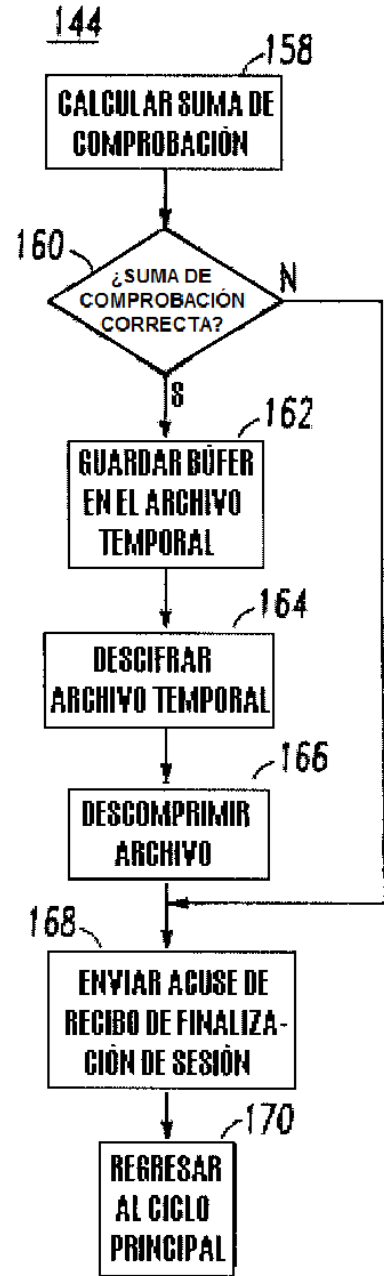 144
158
CALCULAR SUMA DE
COMPROBACIÓN
160
¿SUMA DE
COMPROBACIÓN
CORRECTA?
N
S
162
GUARDAR BÚFER
EN EL ARCHIVO
TEMPORAL
164
DESCIFRAR
ARCHIVO TEMPORAL
166
DESCOMPRIMIR
ARCHIVO
168
ENVIAR ACUSE DE
RECIBO DE FINALIZA-
CIÓN DE SESIÓN
170
REGRESAR
AL CICLO
PRINCIPAL